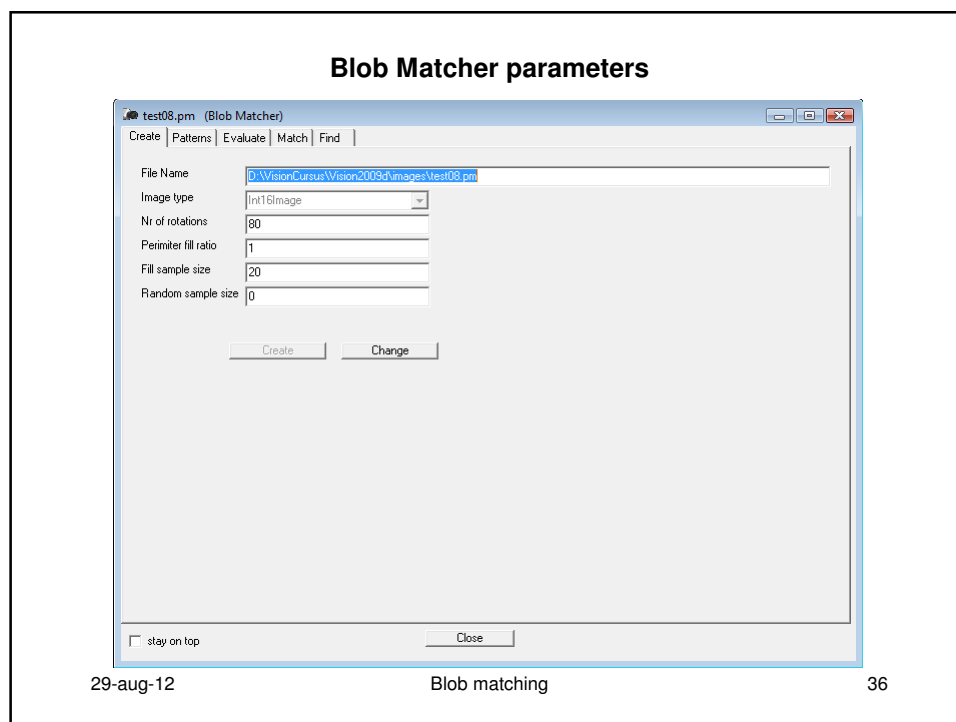 Blob Matcher parameters
test08.pm (Blob Matcher)
Create Patterns Evaluate Match Find
File Name D:\VisionCursus\Vision2009d\images\test08.pm
Image type Int16Image
Nr of rotations 80
Perimiter fill ratio 1
Fill sample size 20
Random sample size 0
Create Change
stay on top Close
29-aug-12 Blob matching 36